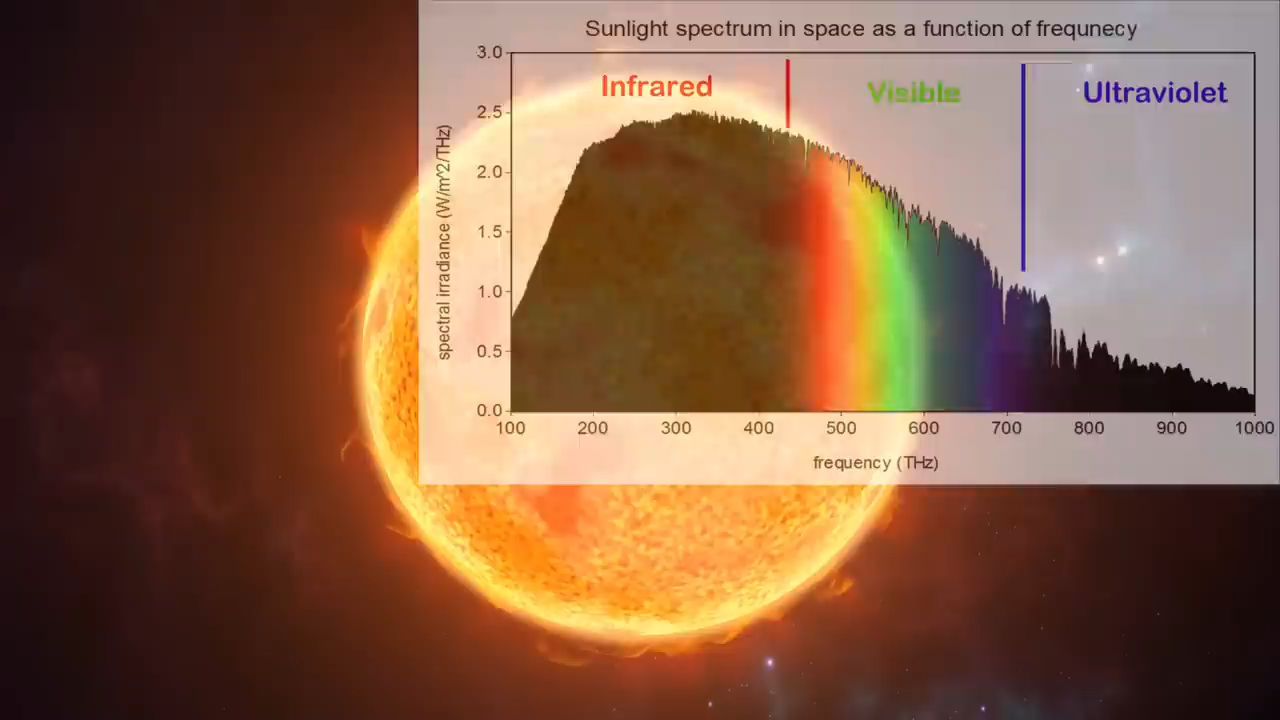 Sunlight spectrum in space as a function of frequnecy
3.0
Infrared
Visible
Ultraviolet
2.5
2.0
1.5
1.0
0.5
0.0
spectral irradiance (W/m^2/THz)
100 200 300 400 500 600 700 800 900 1000
frequency (THz)